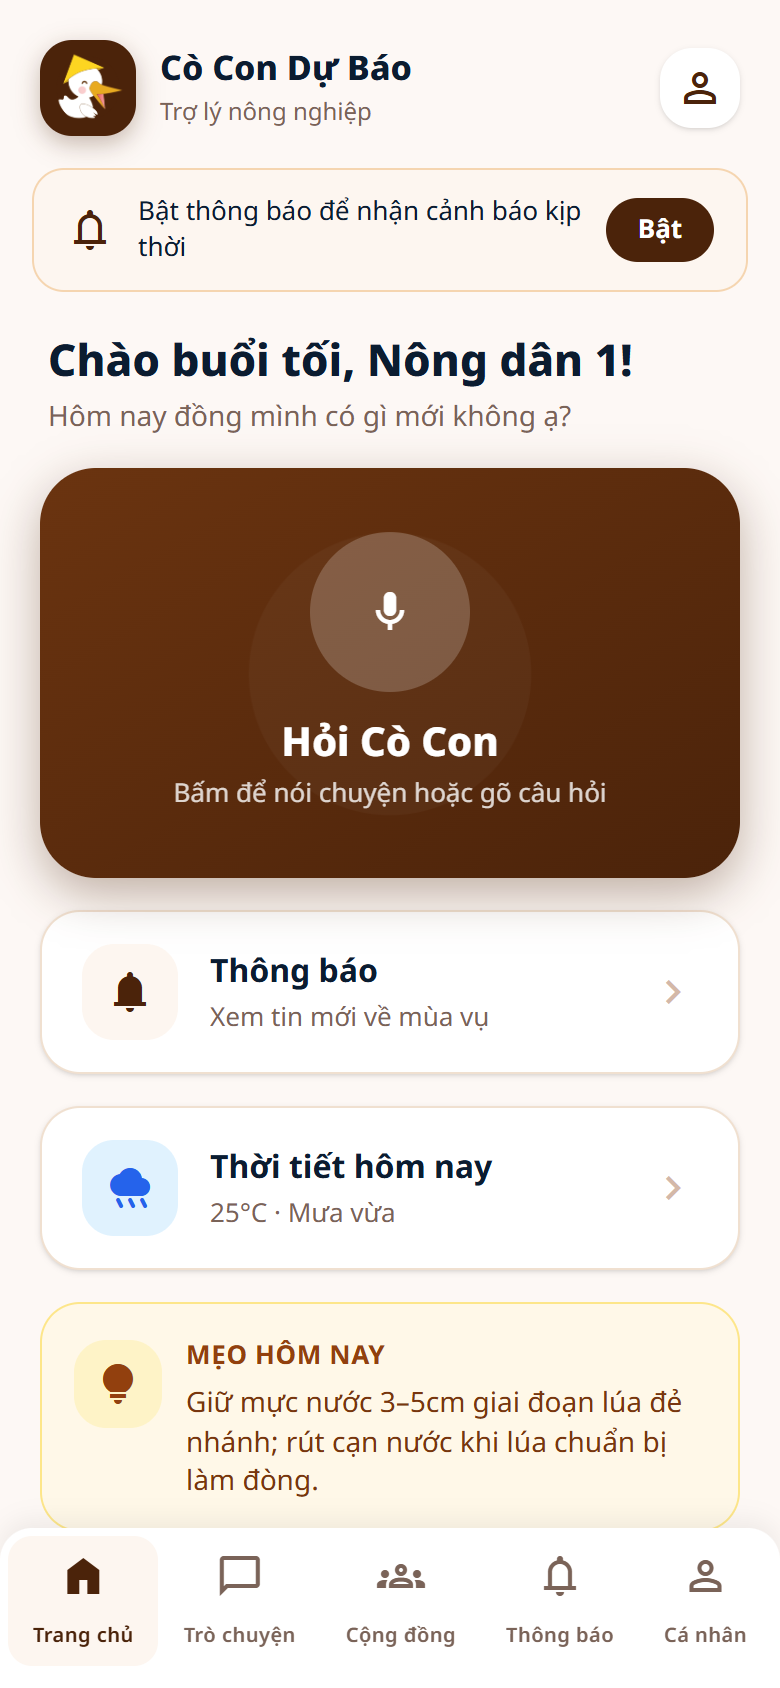 Cò Con Dự Báo
Trợ lý nông nghiệp
Bật thông báo để nhận cảnh báo kịp
thời
Bật
Chào buổi tối, Nông dân 1!
Hôm nay đồng mình có gì mới không ạ?
Hỏi Cò Con
Bấm để nói chuyện hoặc gõ câu hỏi
Thông báo
Xem tin mới về mùa vụ
Thời tiết hôm nay
25°C · Mưa vừa
MẸO HÔM NAY
Giữ mực nước 3–5cm giai đoạn lúa đẻ
nhánh; rút cạn nước khi lúa chuẩn bị
làm đòng.
Trang chủ
Trò chuyện
Cộng đồng
Thông báo
Cá nhân